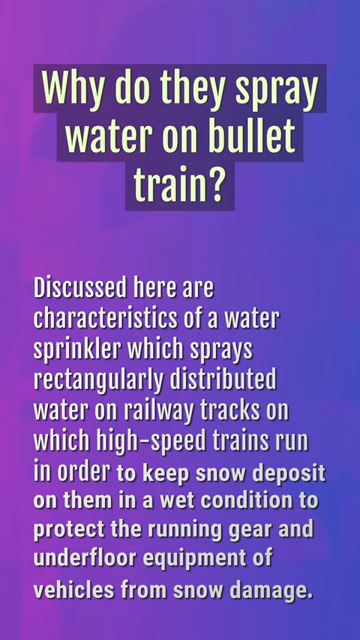 Why do they spray
water on bullet
train?
Discussed here are
characteristics of a water
sprinkler which sprays
rectangularly distributed
water on railway tracks on
which high-speed trains run
in order to keep snow deposit
on them in a wet condition to
protect the running gear and
underfloor equipment of
vehicles from snow damage.